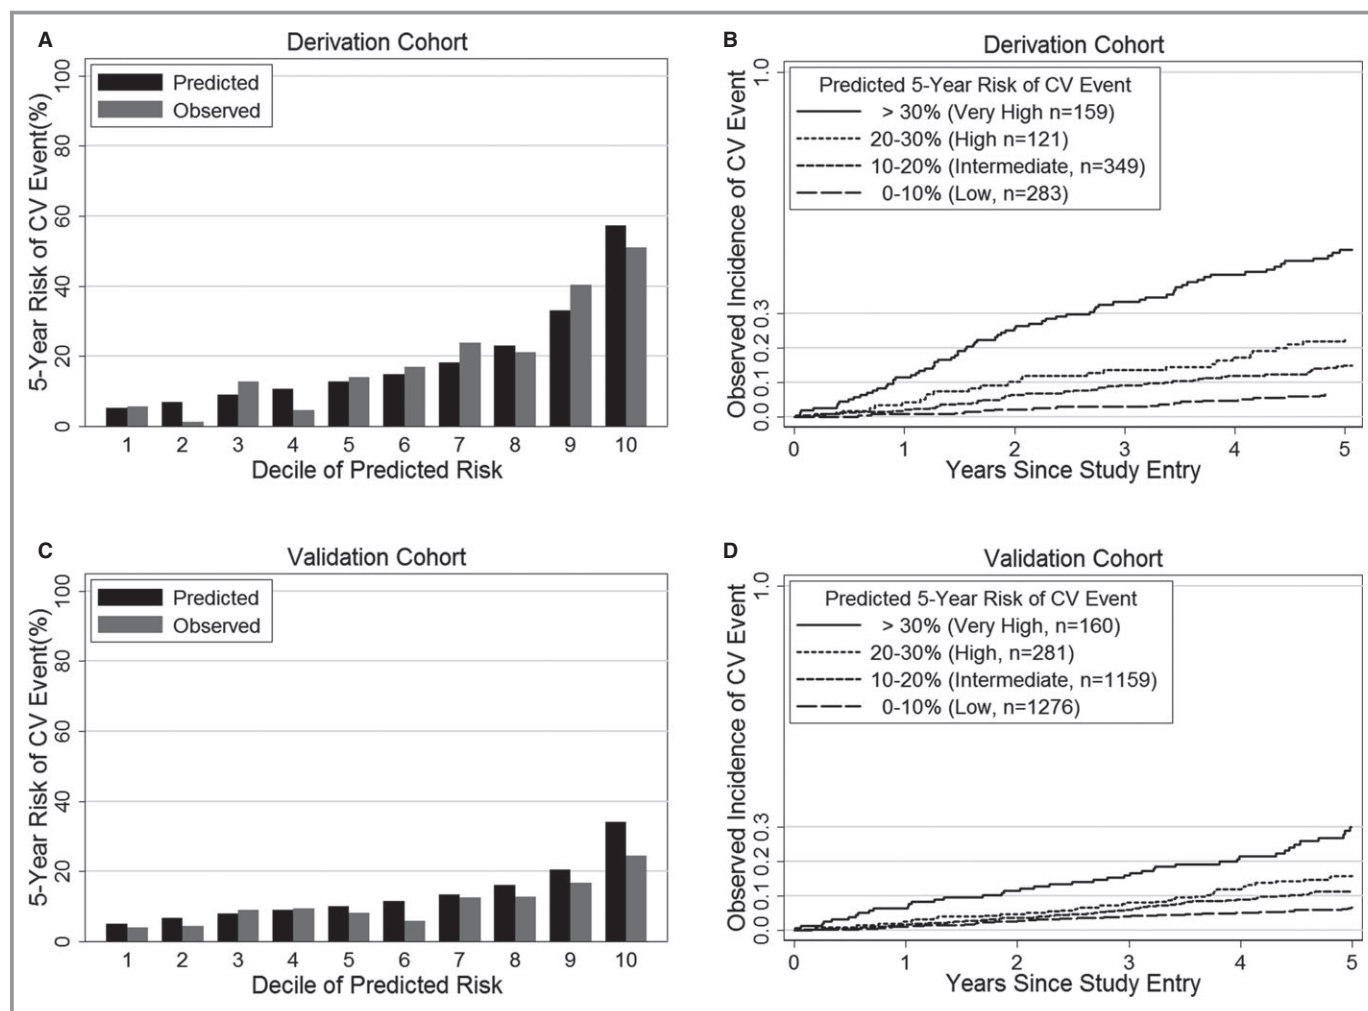 A
Derivation Cohort
Predicted
Observed
5-Year Risk of CV Event(%)
100
80
60
40
20
0
1 2 3 4 5 6 7 8 9 10
Decile of Predicted Risk
B
Derivation Cohort
Predicted 5-Year Risk of CV Event
> 30% (Very High n=159)
20-30% (High n=121)
10-20% (Intermediate, n=349)
0-10% (Low, n=283)
Observed Incidence of CV Event
1.0
0.3
0.2
0.1
0.0
0 1 2 3 4 5
Years Since Study Entry
C
Validation Cohort
Predicted
Observed
5-Year Risk of CV Event(%)
100
80
60
40
20
0
1 2 3 4 5 6 7 8 9 10
Decile of Predicted Risk
D
Validation Cohort
Predicted 5-Year Risk of CV Event
> 30% (Very High, n=160)
20-30% (High, n=281)
10-20% (Intermediate, n=1159)
0-10% (Low, n=1276)
Observed Incidence of CV Event
1.0
0.3
0.2
0.1
0.0
0 1 2 3 4 5
Years Since Study Entry